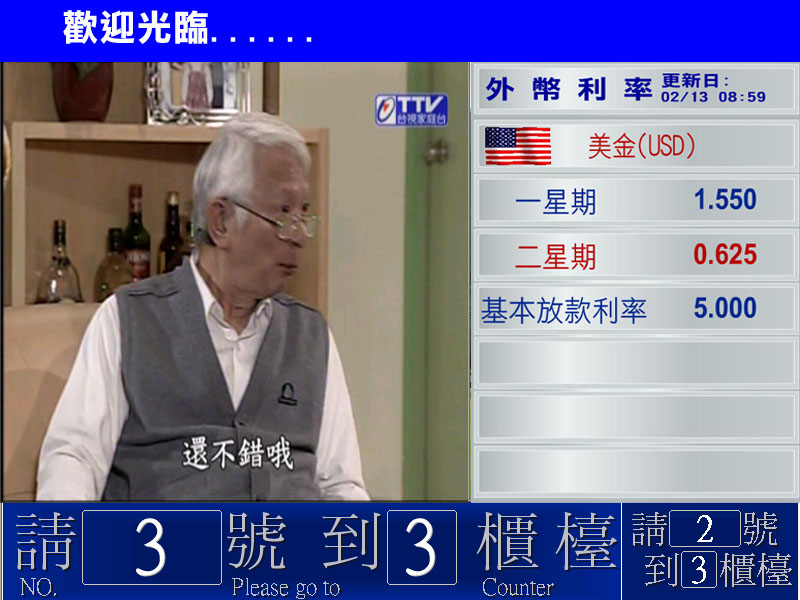 歡迎光臨......
TTV
台視家庭台
外幣利率
更新日:
02/13 08:59
美金(USD)
一星期 1.550
二星期 0.625
基本放款利率 5.000
還不錯哦
請 3 號 到 3 櫃檯
NO. Please go to Counter
請 2 號
到 3 櫃檯